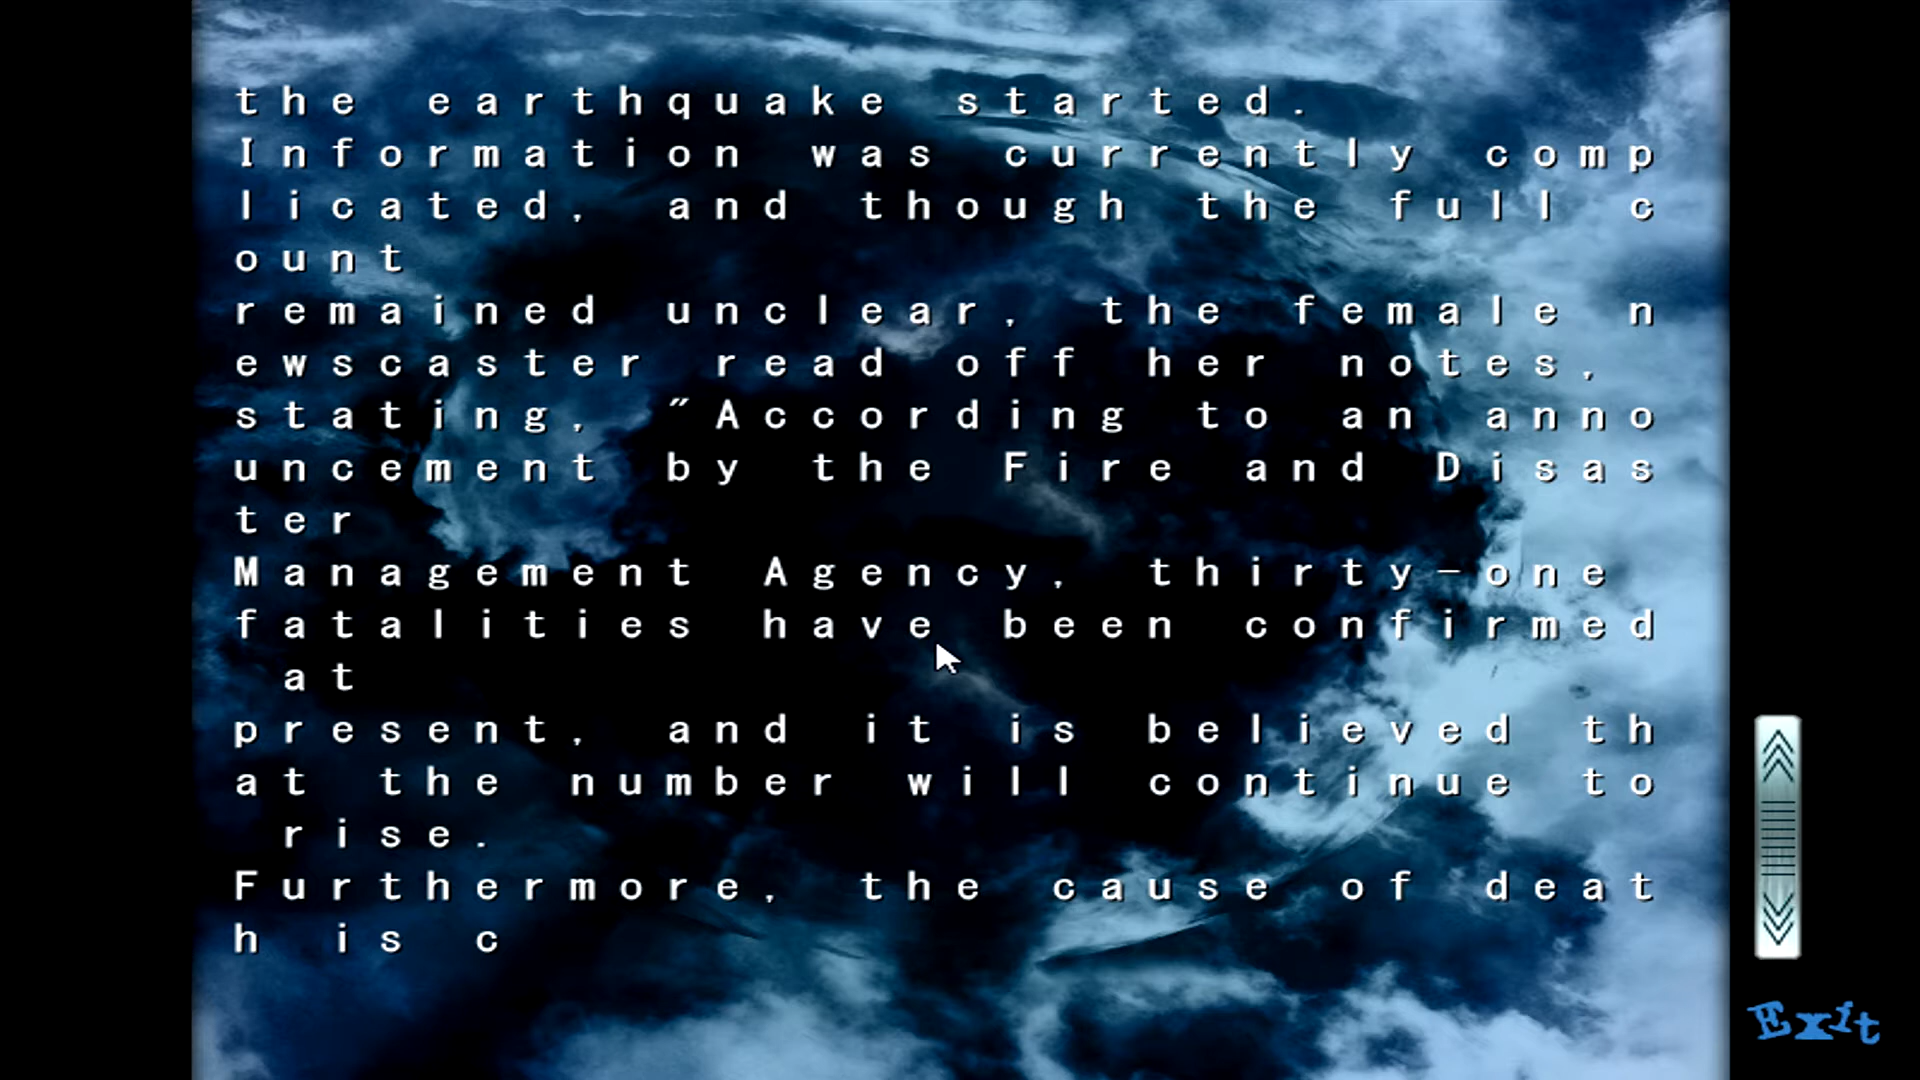 the earthquake started.
Information was currently comp
licated, and though the full c
ount
remained unclear, the female n
ewscaster read off her notes,
stating, "According to an anno
uncement by the Fire and Disas
ter
Management Agency, thirty-one
fatalities have been confirmed
 at
present, and it is believed th
at the number will continue to
 rise.
Furthermore, the cause of deat
h is c
Exit